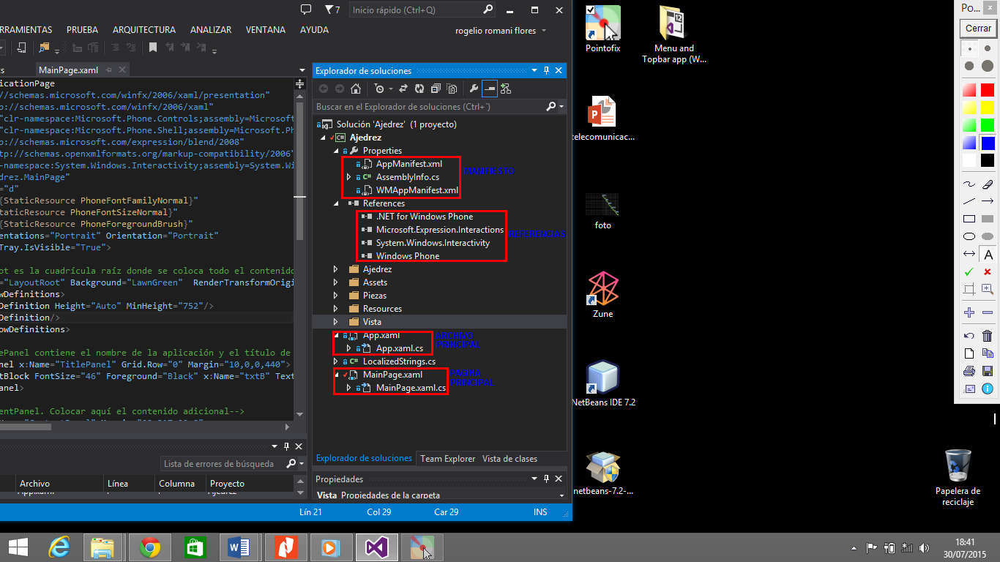 7
Inicio rápido (Ctrl+Q)
RRAMIENTAS PRUEBA ARQUITECTURA ANALIZAR VENTANA AYUDA
rogelio romani flores
MainPage.xaml
icationPage
//schemas.microsoft.com/winfx/2006/xaml/presentation"
//schemas.microsoft.com/winfx/2006/xaml"
"clr-namespace:Microsoft.Phone.Controls;assembly=Microsoft
"clr-namespace:Microsoft.Phone.Shell;assembly=Microsoft.Ph
p://schemas.microsoft.com/expression/blend/2008"
tp://schemas.openxmlformats.org/markup-compatibility/2006"
-namespace:System.Windows.Interactivity;assembly=System.Wi
drez.MainPage"
="d"
{StaticResource PhoneFontFamilyNormal}"
StaticResource PhoneFontSizeNormal}"
{StaticResource PhoneForegroundBrush}"
entations="Portrait" Orientation="Portrait"
Tray.IsVisible="True">
ot es la cuadrícula raíz donde se coloca todo el contenido
="LayoutRoot" Background="LawnGreen" RenderTransformOrigi
wDefinitions>
Definition Height="Auto" MinHeight="752"/>
Definition/>
owDefinitions>
ePanel contiene el nombre de la aplicación y el título de
nel x:Name="TitlePanel" Grid.Row="0" Margin="10,0,0,440">
tBlock FontSize="46" Foreground="Black" x:Name="txtB" Text
anel>
entPanel. Colocar aquí el contenido adicional-->
Explorador de soluciones
Buscar en el Explorador de soluciones (Ctrl+`)
Solución 'Ajedrez' (1 proyecto)
C# Ajedrez
Properties
AppManifest.xml
MANIFIESTO
C# AssemblyInfo.cs
WMAppManifest.xml
References
.NET for Windows Phone
Microsoft.Expression.Interactions
REFERENCIAS
System.Windows.Interactivity
Windows Phone
Ajedrez
Assets
Piezas
Resources
Vista
App.xaml
ARCHIVO
PRINCIPAL
App.xaml.cs
C# LocalizedStrings.cs
MainPage.xaml
PAGINA
PRINCIPAL
MainPage.xaml.cs
Explorador de soluciones Team Explorer Vista de clases
Propiedades
Vista Propiedades de la carpeta
Lista de errores de búsqueda
Archivo Línea Columna Proyecto
Lín 21 Col 29 Car 29 INS
Pointofix
12
Menu and
Topbar app (W...
telecomunicac...
foto
Zune
NetBeans IDE 7.2
netbeans-7.2-...
Po...
Cerrar
A
Papelera de
reciclaje
18:41
30/07/2015